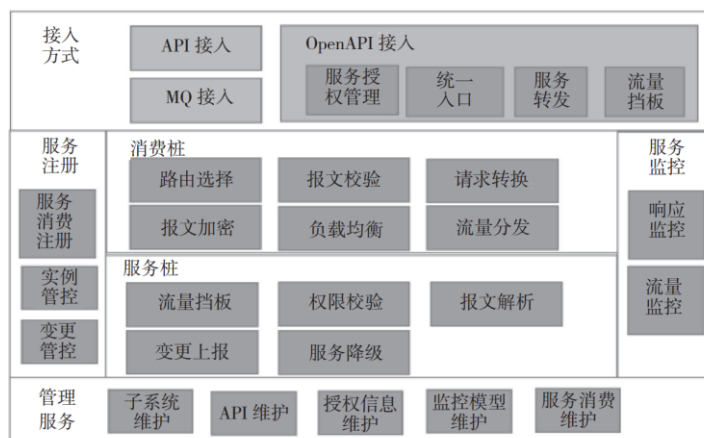 接入
方式
API 接入
MQ 接入
OpenAPI 接入
服务授
权管理
统一
入口
服务
转发
流量
挡板
服务
注册
服务
消费
注册
实例
管控
变更
管控
消费桩
路由选择
报文校验
请求转换
报文加密
负载均衡
流量分发
服务桩
流量挡板
权限校验
报文解析
变更上报
服务降级
服务
监控
响应
监控
流量
监控
管理
服务
子系统
维护
API 维护
授权信息
维护
监控模型
维护
服务消费
维护